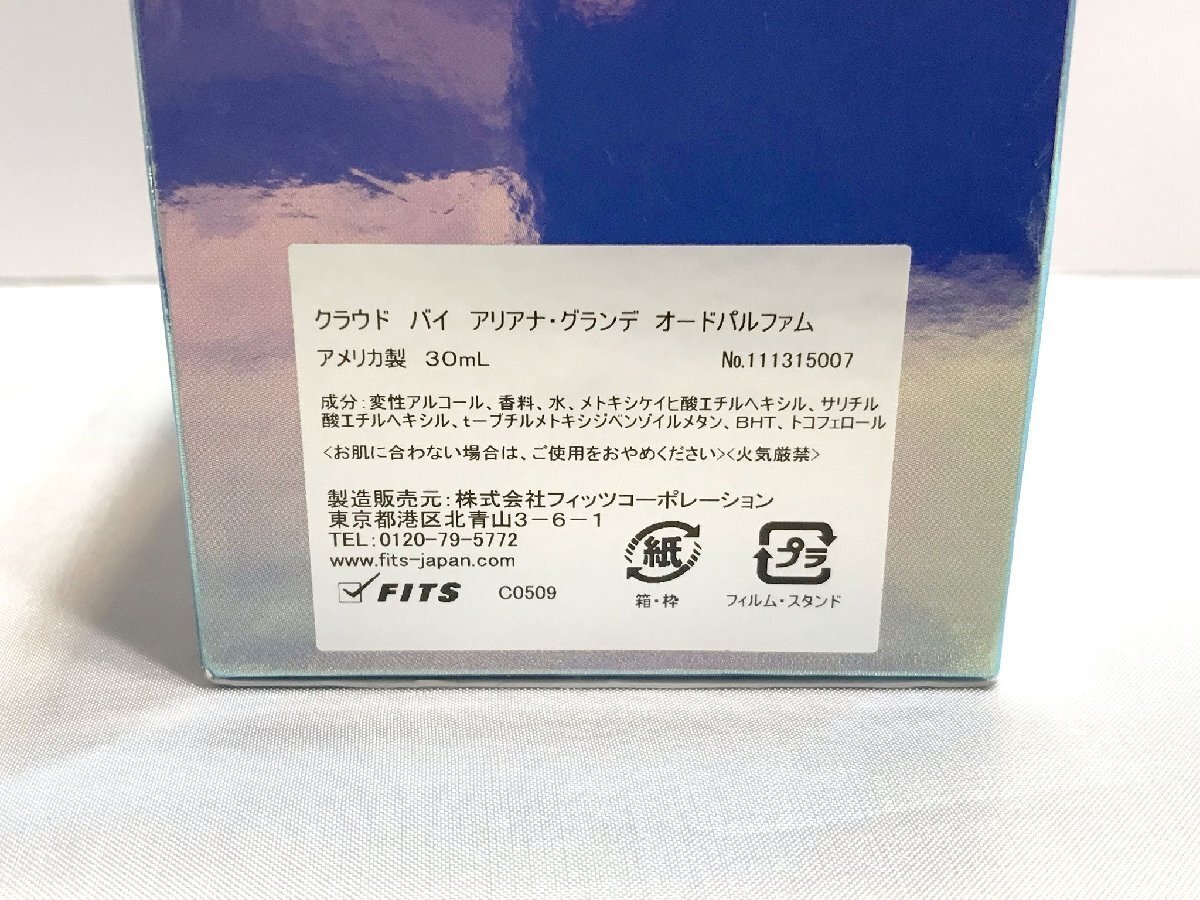 クラウド バイ アリアナ・グランデ オードパルファム
アメリカ製 30mL No.111315007
成分：変性アルコール、香料、水、メトキシケイヒ酸エチルヘキシル、サリチル
酸エチルヘキシル、t-ブチルメトキシジベンゾイルメタン、BHT、トコフェロール
<お肌に合わない場合は、ご使用をおやめください><火気厳禁>
製造販売元：株式会社フィッツコーポレーション
東京都港区北青山3-6-1
TEL:0120-79-5772
www.fits-japan.com
FITS C0509
紙
箱・枠
プラ
フィルム・スタンド